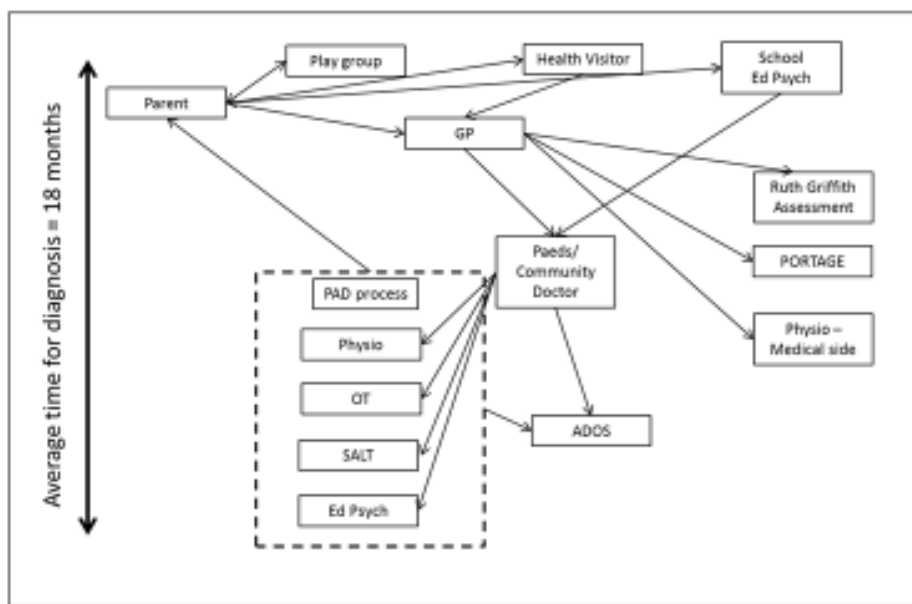 Average time for diagnosis = 18 months
Parent
Play group
Health Visitor
School
Ed Psych
GP
Ruth Griffith
Assessment
Paeds/
Community
Doctor
PORTAGE
PAD process
Physio
Physio –
Medical side
OT
ADOS
SALT
Ed Psych